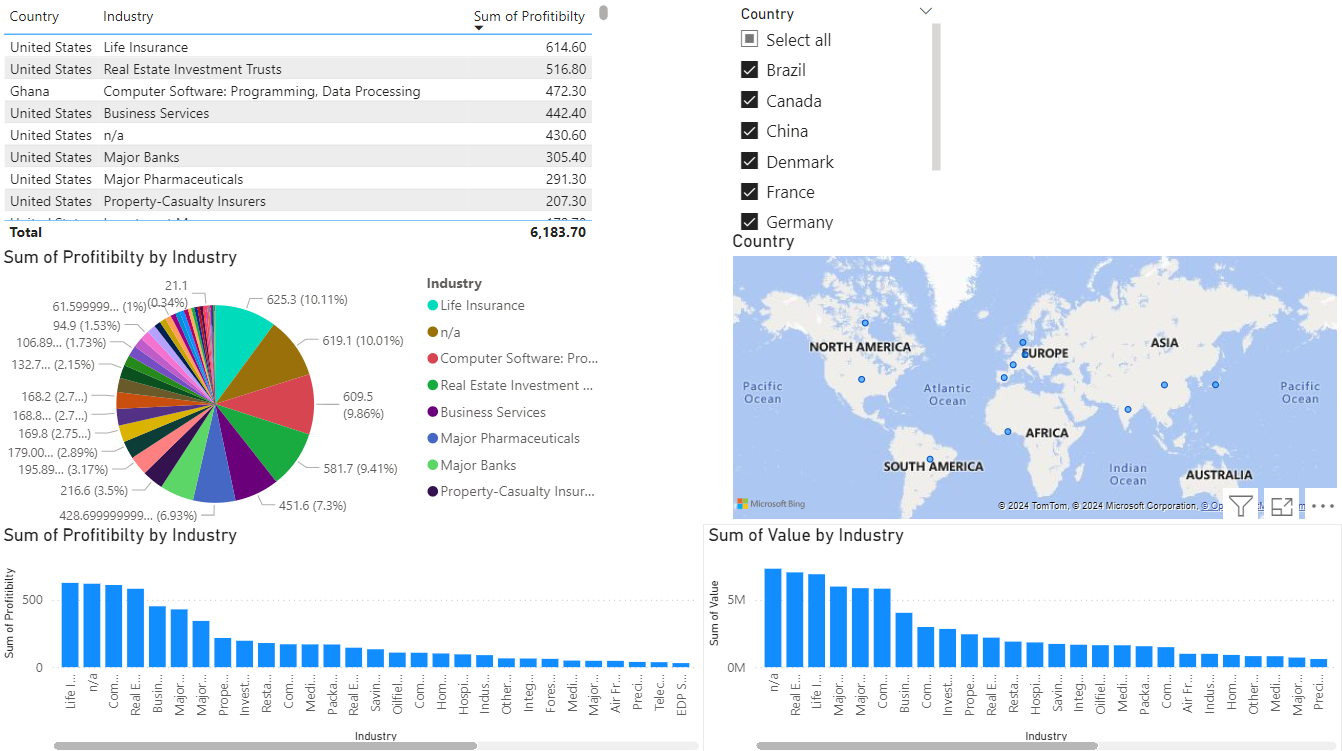 Country Industry Sum of Profitibilty
United States Life Insurance 614.60
United States Real Estate Investment Trusts 516.80
Ghana Computer Software: Programming, Data Processing 472.30
United States Business Services 442.40
United States n/a 430.60
United States Major Banks 305.40
United States Major Pharmaceuticals 291.30
United States Property-Casualty Insurers 207.30
Total 6,183.70
Country
Select all
Brazil
Canada
China
Denmark
France
Germany
Sum of Profitibilty by Industry
21.1
(0.34%)
61.599999... (1%)
94.9 (1.53%)
106.89... (1.73%)
132.7... (2.15%)
168.2 (2.7...)
168.8... (2.7...)
169.8 (2.75...)
179.00... (2.89%)
195.89... (3.17%)
216.6 (3.5%)
428.699999999... (6.93%)
451.6 (7.3%)
581.7 (9.41%)
609.5
(9.86%)
619.1 (10.01%)
625.3 (10.11%)
Industry
Life Insurance
n/a
Computer Software: Pro...
Real Estate Investment ...
Business Services
Major Pharmaceuticals
Major Banks
Property-Casualty Insur...
Country
NORTH AMERICA
EUROPE
ASIA
Pacific
Ocean
Atlantic
Ocean
Pacific
Ocean
AFRICA
SOUTH AMERICA
Indian
Ocean
AUSTRALIA
Microsoft Bing
© 2024 TomTom, © 2024 Microsoft Corporation,
Sum of Profitibilty by Industry
Sum of Profitibilty
500
0
Life I...
n/a
Com...
Real E...
Busin...
Major...
Major...
Prope...
Invest...
Resta...
Com...
Medi...
Packa...
Real E...
Savin...
Oilfiel...
Com...
Hom...
Hospi...
Indus...
Other...
Integ...
Fores...
Medi...
Major...
Air Fr...
Preci...
Telec...
EDP S...
Industry
Sum of Value by Industry
Sum of Value
5M
0M
n/a
Real E...
Life I...
Major...
Major...
Com...
Busin...
Com...
Invest...
Prope...
Real E...
Resta...
Hospi...
Savin...
Integ...
Oilfiel...
Medi...
Packa...
Com...
Air Fr...
Indus...
Hom...
Other...
Medi...
Major...
Preci...
Industry